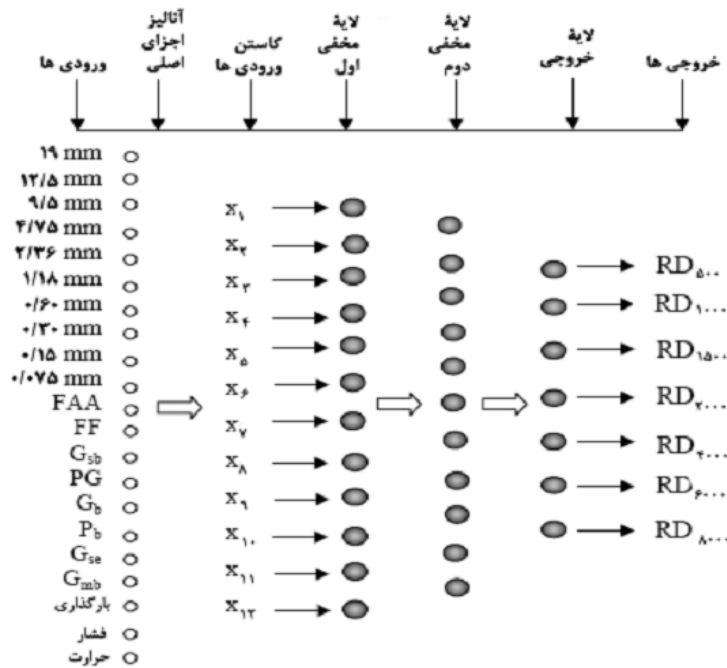 ورودی ها
آنالیز
اجزای
اصلی
کاستن
ورودی ها
لایة
مخفی
اول
لایة
مخفی
دوم
لایة
خروجی
خروجی ها
۱۹ mm
۱۲/۵ mm
۹/۵ mm
۴/۷۵ mm
۲/۳۶ mm
۱/۱۸ mm
۰/۶۰ mm
۰/۳۰ mm
۰/۱۵ mm
۰/۰۷۵ mm
FAA
FF
Gsb
PG
Gb
Pb
Gse
Gmb
بارگذاری
فشار
حرارت
x۱
x۲
x۳
x۴
x۵
x۶
x۷
x۸
x۹
x۱۰
x۱۱
x۱۲
RD۵۰۰
RD۱۰۰۰
RD۱۵۰۰
RD۲۰۰۰
RD۴۰۰۰
RD۶۰۰۰
RD۸۰۰۰